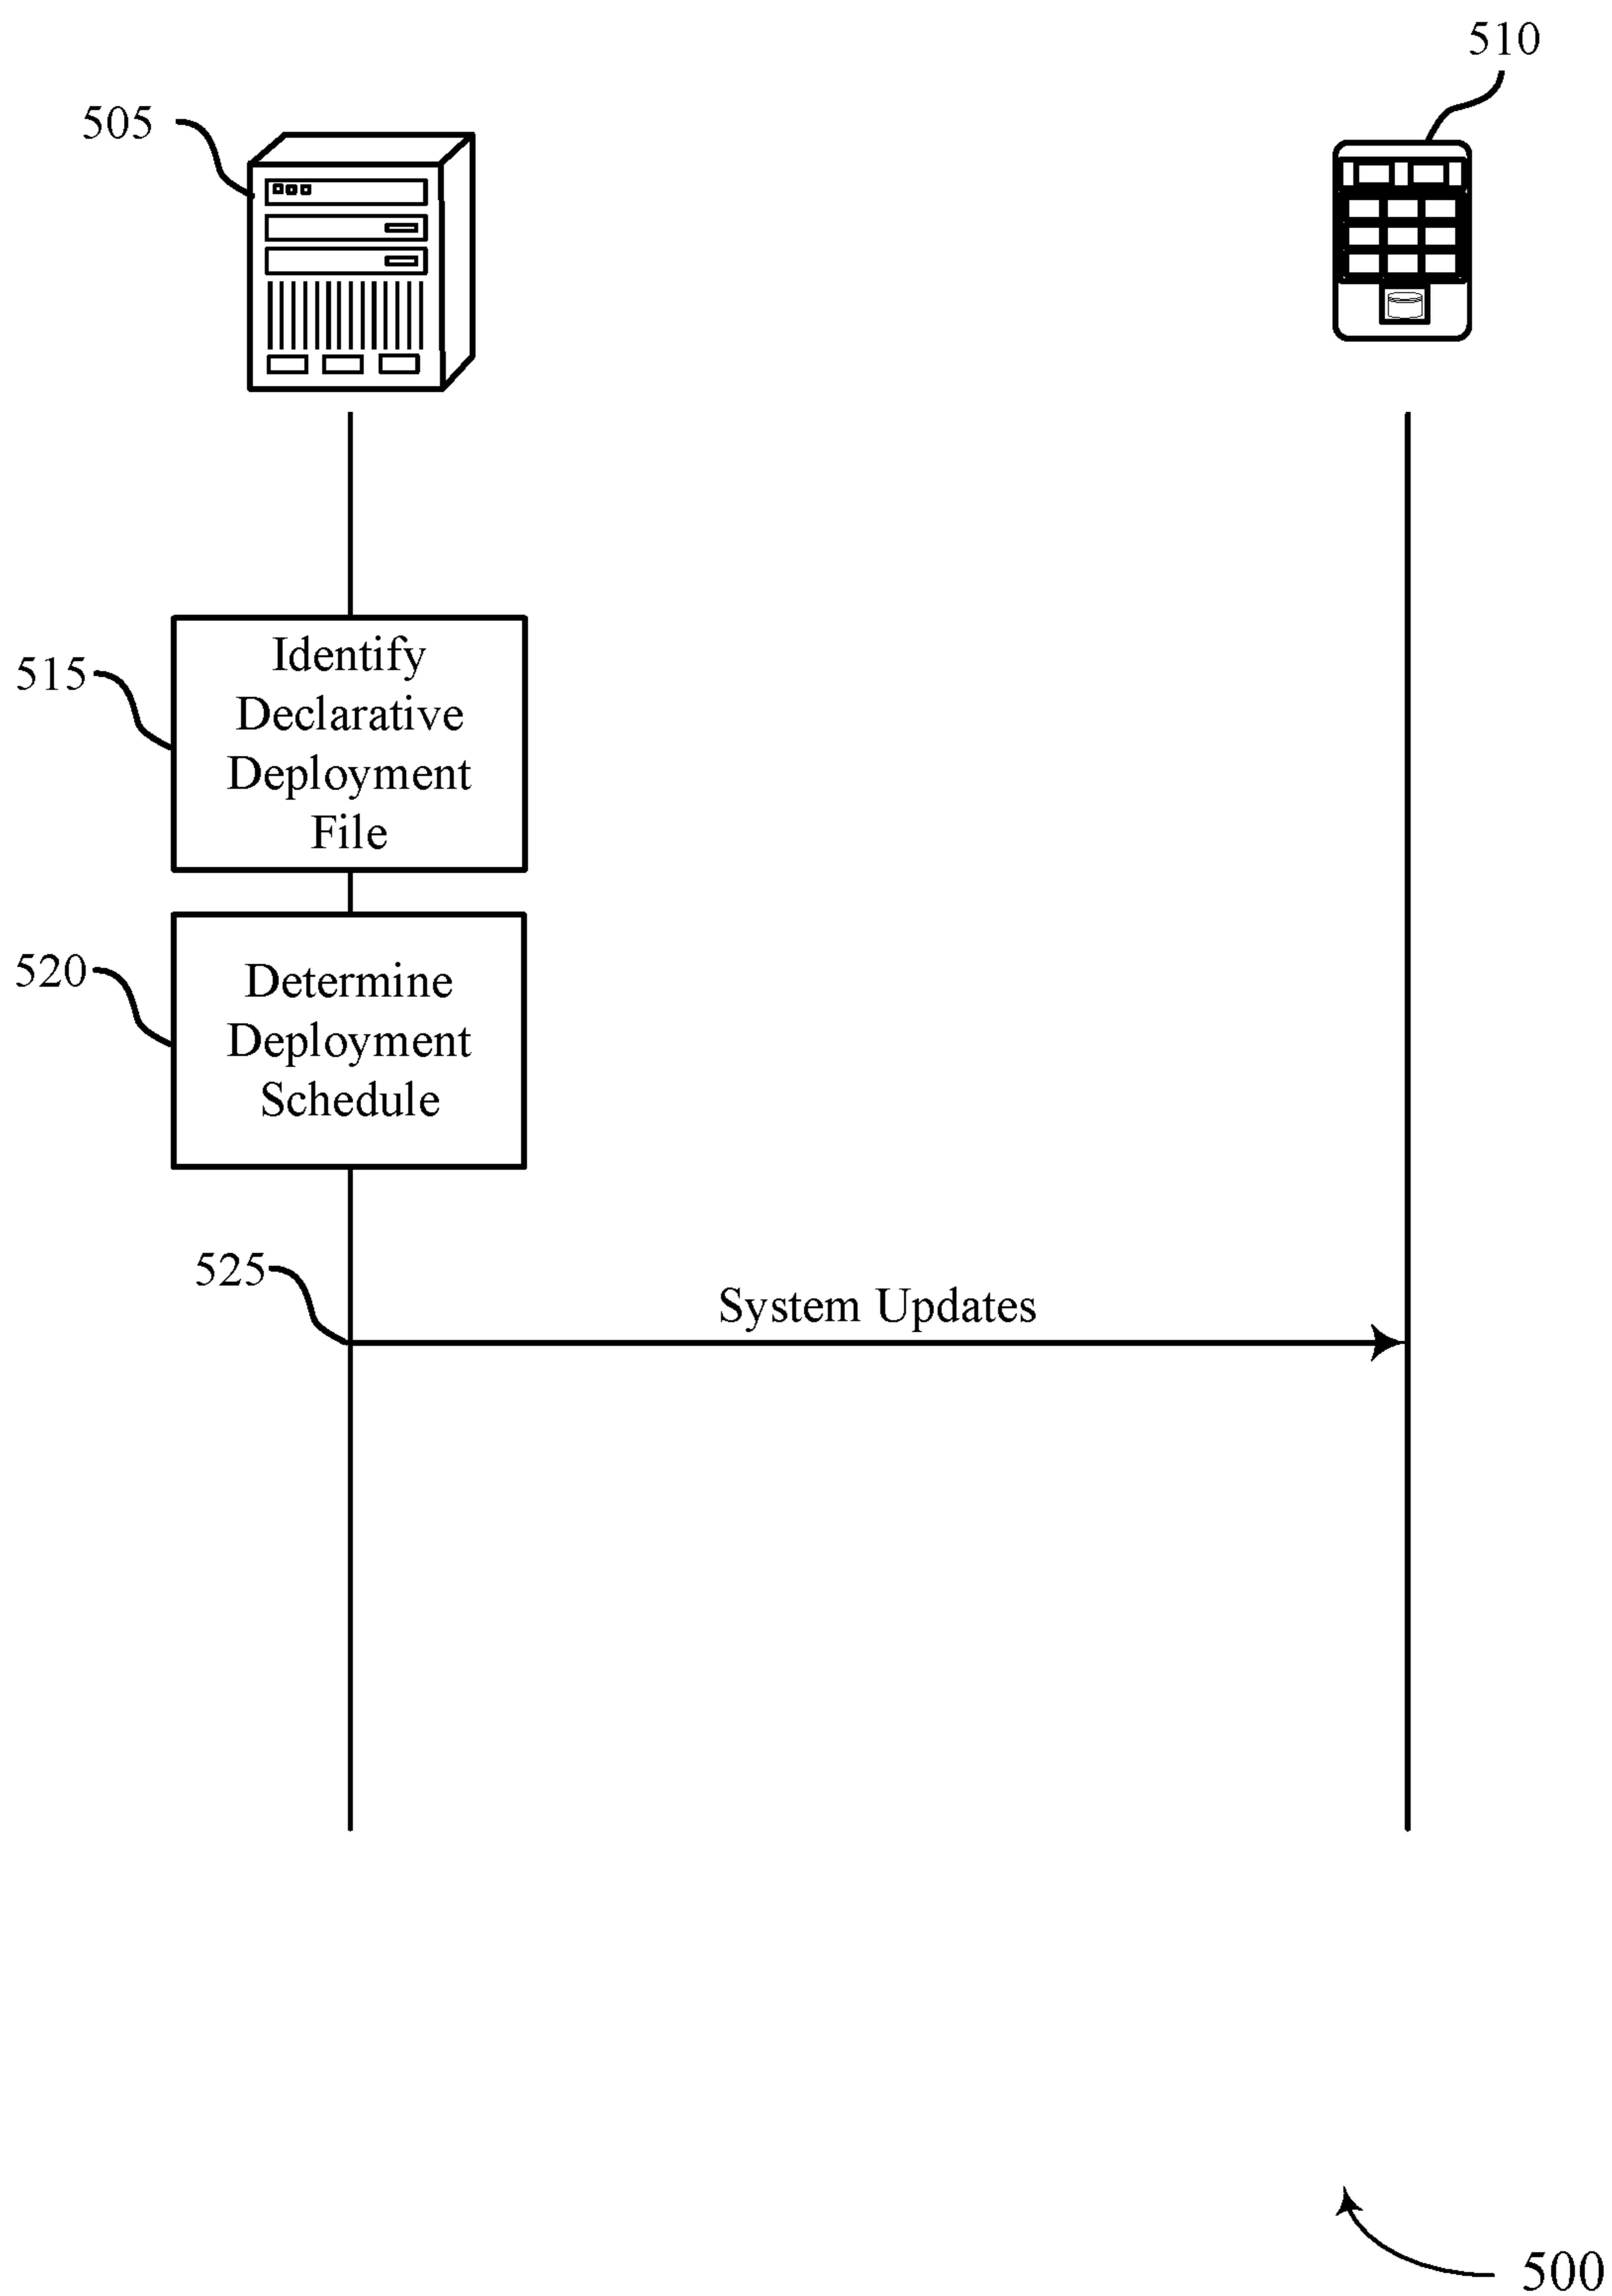 510
505
515
Identify
Declarative
Deployment
File
520
Determine
Deployment
Schedule
525
System Updates
500